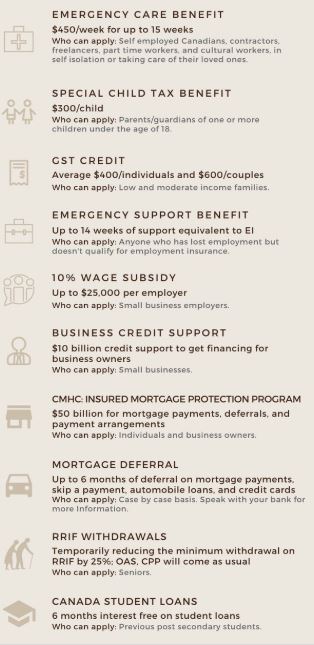 EMERGENCY CARE BENEFIT
$450/week for up to 15 weeks
Who can apply: Self employed Canadians, contractors,
freelancers, part time workers, and cultural workers, in
self isolation or taking care of their loved ones.
SPECIAL CHILD TAX BENEFIT
$300/child
Who can apply: Parents/guardians of one or more
children under the age of 18.
GST CREDIT
Average $400/individuals and $600/couples
Who can apply: Low and moderate income families.
EMERGENCY SUPPORT BENEFIT
Up to 14 weeks of support equivalent to EI
Who can apply: Anyone who has lost employment but
doesn't qualify for employment insurance.
10% WAGE SUBSIDY
Up to $25,000 per employer
Who can apply: Small business employers.
BUSINESS CREDIT SUPPORT
$10 billion credit support to get financing for
business owners
Who can apply: Small businesses.
CMHC: INSURED MORTGAGE PROTECTION PROGRAM
$50 billion for mortgage payments, deferrals, and
payment arrangements
Who can apply: Individuals and business owners.
MORTGAGE DEFERRAL
Up to 6 months of deferral on mortgage payments,
skip a payment, automobile loans, and credit cards
Who can apply: Case by case basis. Speak with your bank for
more Information.
RRIF WITHDRAWALS
Temporarily reducing the minimum withdrawal on
RRIF by 25%; OAS, CPP will come as usual
Who can apply: Seniors.
CANADA STUDENT LOANS
6 months interest free on student loans
Who can apply: Previous post secondary students.